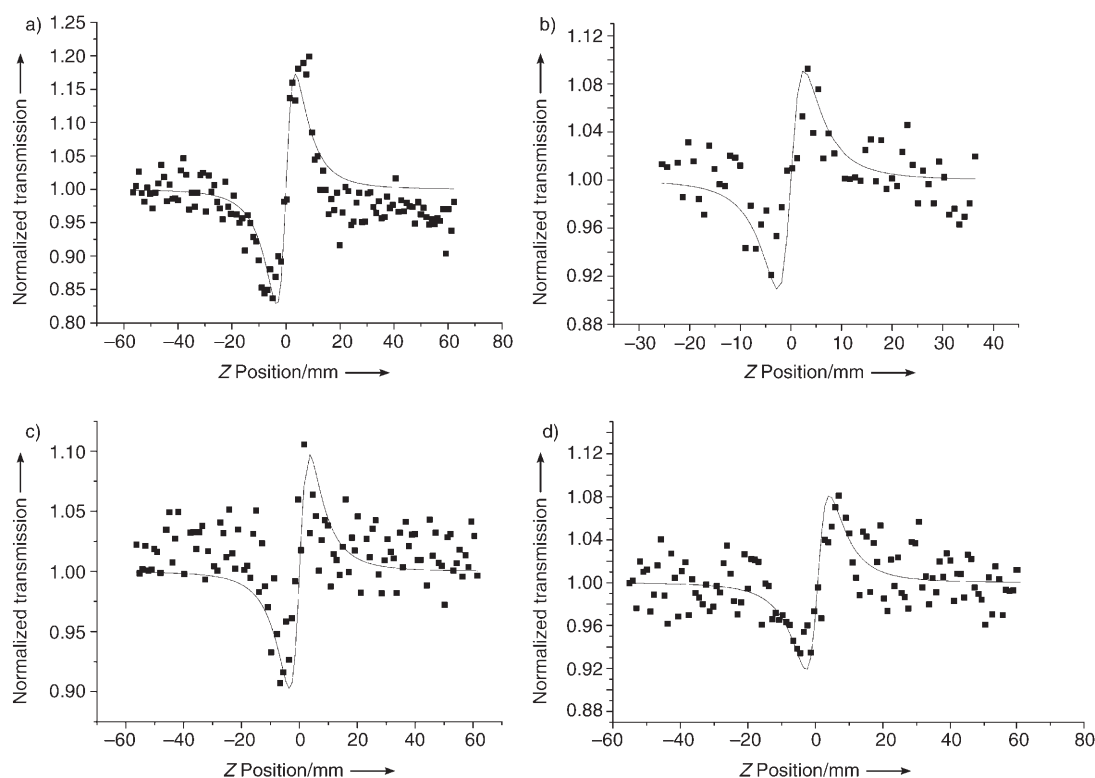 a)
1.25
1.20
1.15
1.10
1.05
1.00
0.95
0.90
0.85
0.80
Normalized transmission
–60 –40 –20 0 20 40 60 80
Z Position/mm
b)
1.12
1.08
1.04
1.00
0.96
0.92
0.88
Normalized transmission
–30 –20 –10 0 10 20 30 40
Z Position/mm
c)
1.10
1.05
1.00
0.95
0.90
Normalized transmission
–60 –40 –20 0 20 40 60
Z Position/mm
d)
1.12
1.08
1.04
1.00
0.96
0.92
0.88
Normalized transmission
–60 –40 –20 0 20 40 60 80
Z Position/mm